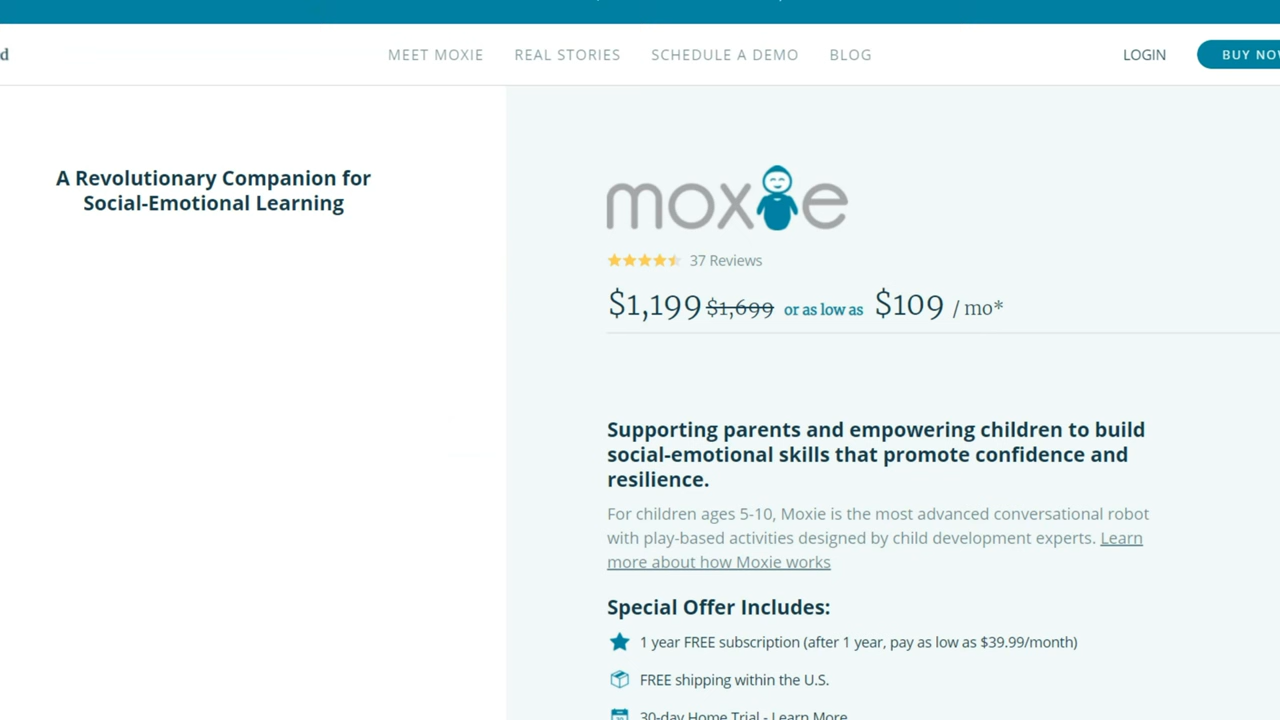 d
MEET MOXIE REAL STORIES SCHEDULE A DEMO BLOG LOGIN BUY NO
A Revolutionary Companion for
Social-Emotional Learning
moxie
37 Reviews
$1,199 $1,699 or as low as $109 / mo*
Supporting parents and empowering children to build
social-emotional skills that promote confidence and
resilience.
For children ages 5-10, Moxie is the most advanced conversational robot
with play-based activities designed by child development experts. Learn
more about how Moxie works
Special Offer Includes:
1 year FREE subscription (after 1 year, pay as low as $39.99/month)
FREE shipping within the U.S.
30-day Home Trial - Learn More